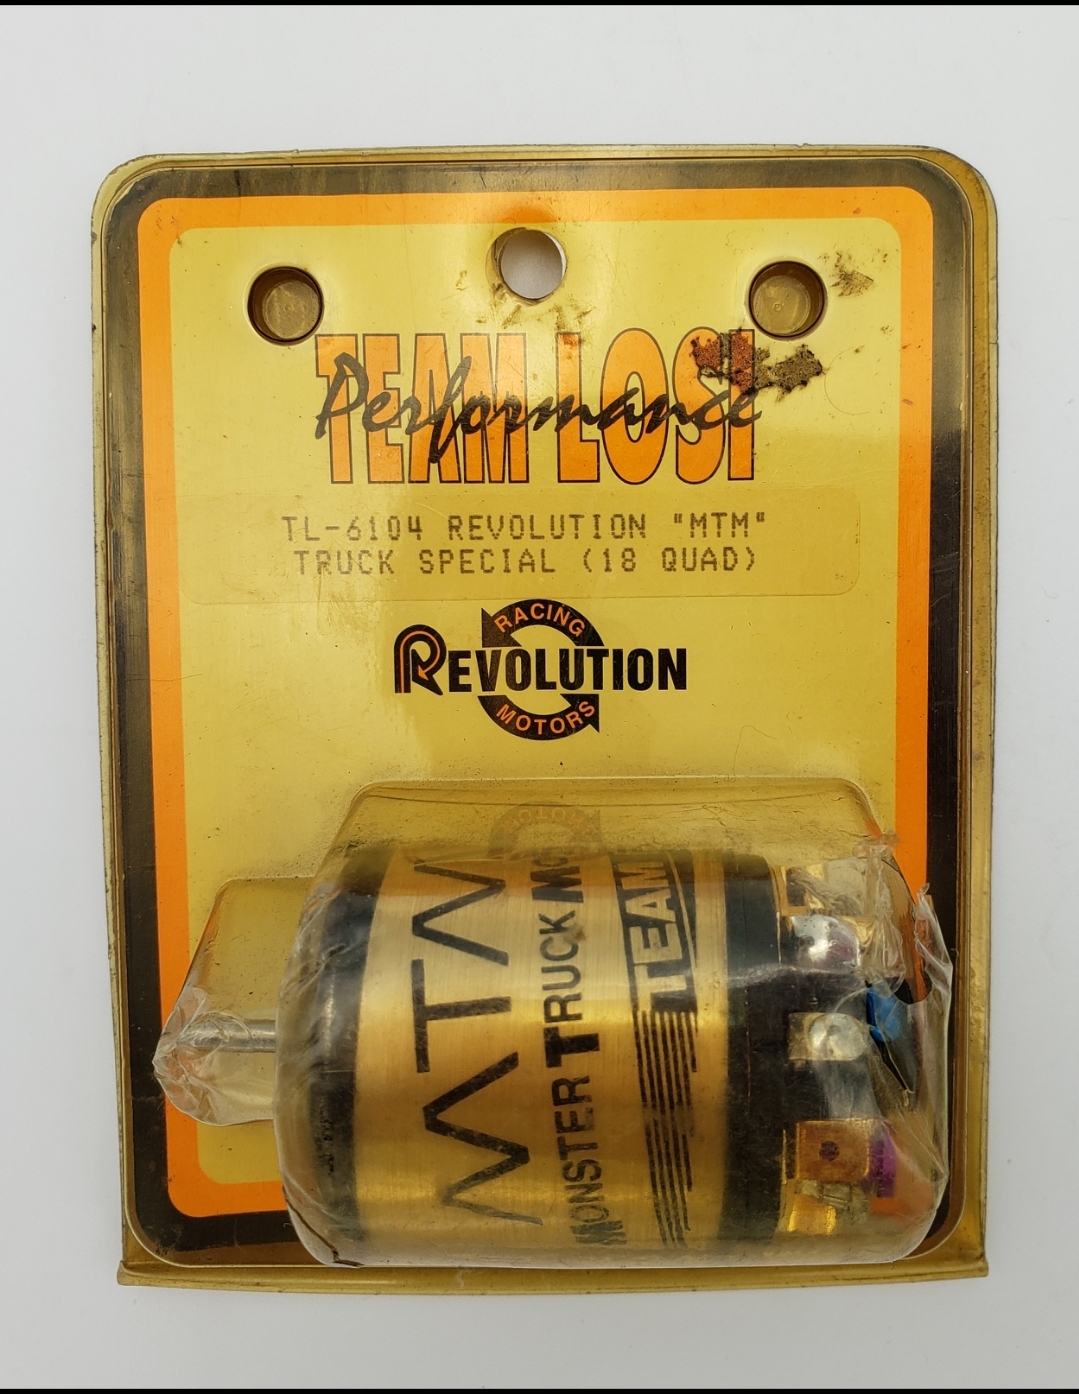 TEAM LOSI
Performance
TL-6104 REVOLUTION "MTM"
TRUCK SPECIAL (18 QUAD)
RACING
REVOLUTION
MOTORS
MTM
MONSTER TRUCK
TEAM